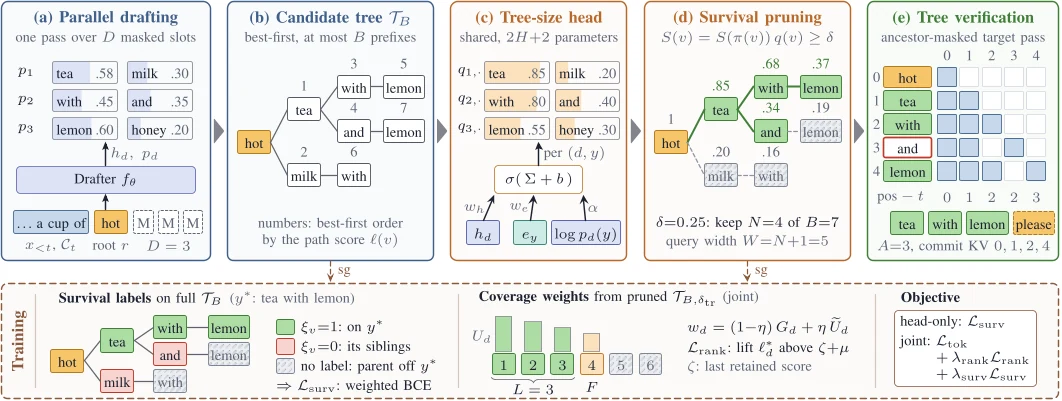 (a) Parallel drafting
one pass over D masked slots
p₁ tea .58 milk .30
p₂ with .45 and .35
p₃ lemon .60 honey .20
h_d, p_d
Drafter f_θ
… a cup of hot M M M
x_{<t}, C_t root r D = 3
(b) Candidate tree 𝒯_B
best-first, at most B prefixes
3 5
with lemon
1
tea
4 7
and lemon
hot
2 6
milk with
numbers: best-first order
by the path score ℓ(v)
(c) Tree-size head
shared, 2H+2 parameters
q₁,· tea .85 milk .20
q₂,· with .80 and .40
q₃,· lemon .55 honey .30
per (d, y)
σ( Σ + b )
w_h w_e α
h_d e_y log p_d(y)
(d) Survival pruning
S(v) = S(π(v)) q(v) ≥ δ
.68 .37
with lemon
.85
tea
.34 .19
and lemon
1
hot
.20 .16
milk with
δ=0.25: keep N=4 of B=7
query width W=N+1=5
(e) Tree verification
ancestor-masked target pass
0 1 2 3 4
0 hot
1 tea
2 with
3 and
4 lemon
pos − t 0 1 2 2 3
tea with lemon please
A=3, commit KV 0, 1, 2, 4
sg
sg
Training
Survival labels on full 𝒯_B (y*: tea with lemon)
with lemon
tea
and lemon
hot
milk with
ξ_v=1: on y*
ξ_v=0: its siblings
no label: parent off y*
⇒ ℒ_surv: weighted BCE
Coverage weights from pruned 𝒯_{B,δ_tr} (joint)
U_d
1 2 3 4 5 6
L = 3 F
w_d = (1−η) G_d + η Ũ_d
ℒ_rank: lift ℓ*_d above ζ+μ
ζ: last retained score
Objective
head-only: ℒ_surv
joint: ℒ_tok
+ λ_rank ℒ_rank
+ λ_surv ℒ_surv